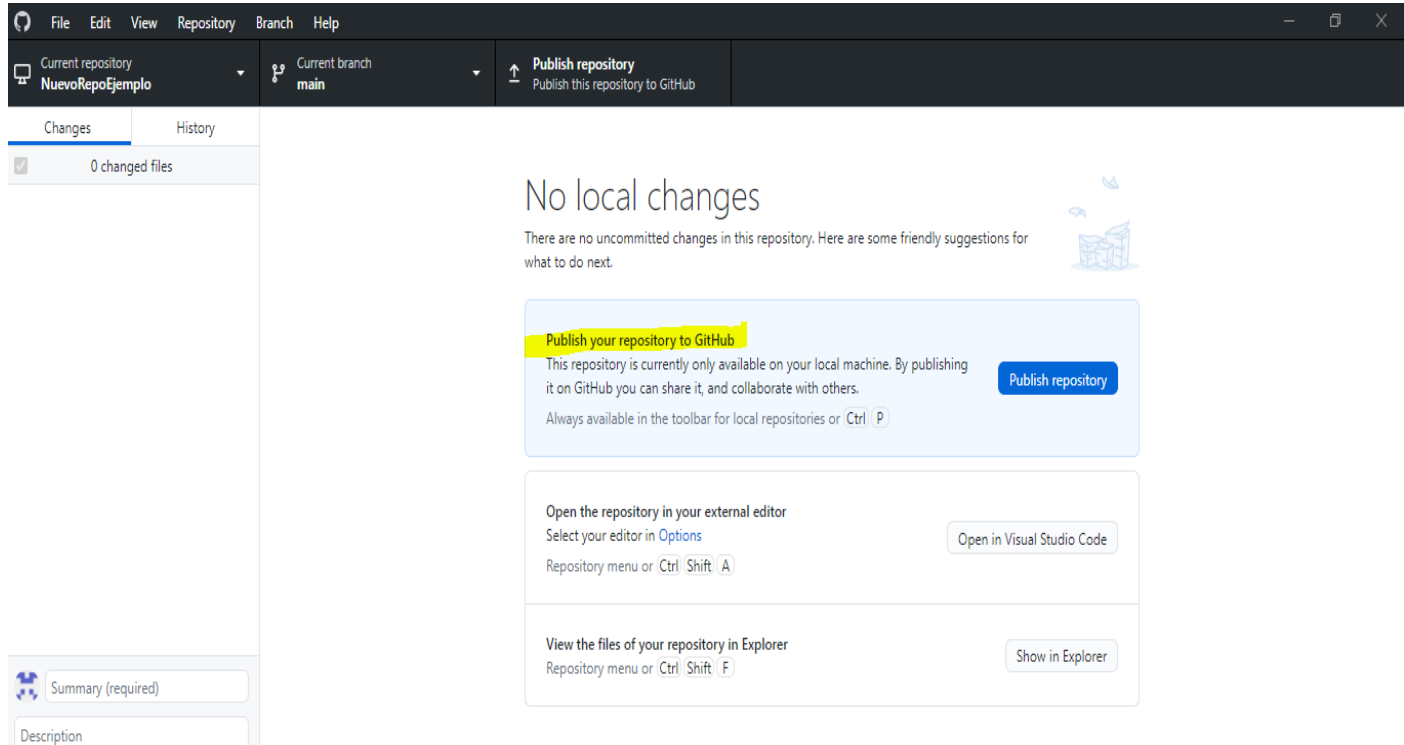 File Edit View Repository Branch Help
Current repository
NuevoRepoEjemplo
Current branch
main
Publish repository
Publish this repository to GitHub
Changes History
0 changed files
No local changes
There are no uncommitted changes in this repository. Here are some friendly suggestions for
what to do next.
Publish your repository to GitHub
This repository is currently only available on your local machine. By publishing
it on GitHub you can share it, and collaborate with others.
Always available in the toolbar for local repositories or Ctrl P
Publish repository
Open the repository in your external editor
Select your editor in Options
Repository menu or Ctrl Shift A
Open in Visual Studio Code
View the files of your repository in Explorer
Repository menu or Ctrl Shift F
Show in Explorer
Summary (required)
Description